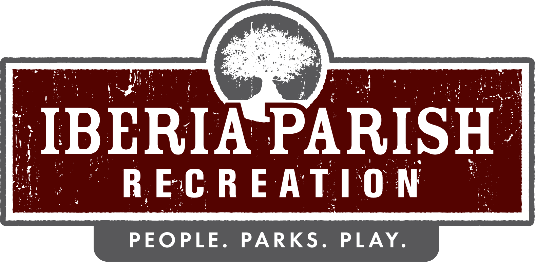 IBERIA PARISH
RECREATION
PEOPLE. PARKS. PLAY.